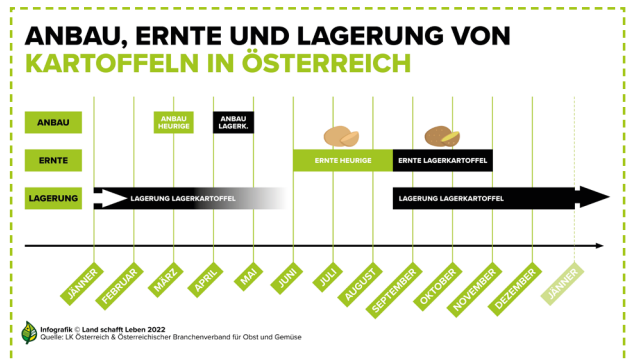 ANBAU, ERNTE UND LAGERUNG VON
KARTOFFELN IN ÖSTERREICH
ANBAU
ANBAU
HEURIGE
ANBAU
LAGERK.
ERNTE
ERNTE HEURIGE
ERNTE LAGERKARTOFFEL
LAGERUNG
LAGERUNG LAGERKARTOFFEL
LAGERUNG LAGERKARTOFFEL
JÄNNER
FEBRUAR
MÄRZ
APRIL
MAI
JUNI
JULI
AUGUST
SEPTEMBER
OKTOBER
NOVEMBER
DEZEMBER
JÄNNER
Infografik © Land schafft Leben 2022
Quelle: LK Österreich & Österreichischer Branchenverband für Obst und Gemüse